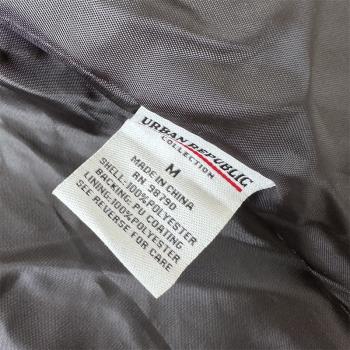 URBAN REPUBLIC
COLLECTION
M
MADE IN CHINA
RN 98790
SHELL: 100%POLYESTER
BACKING: PU COATING
LINING: 100%POLYESTER
SEE REVERSE FOR CARE